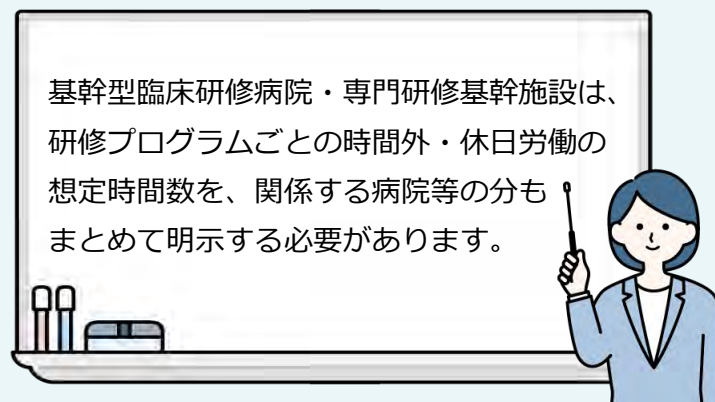 基幹型臨床研修病院・専門研修基幹施設は、
研修プログラムごとの時間外・休日労働の
想定時間数を、関係する病院等の分も
まとめて明示する必要があります。